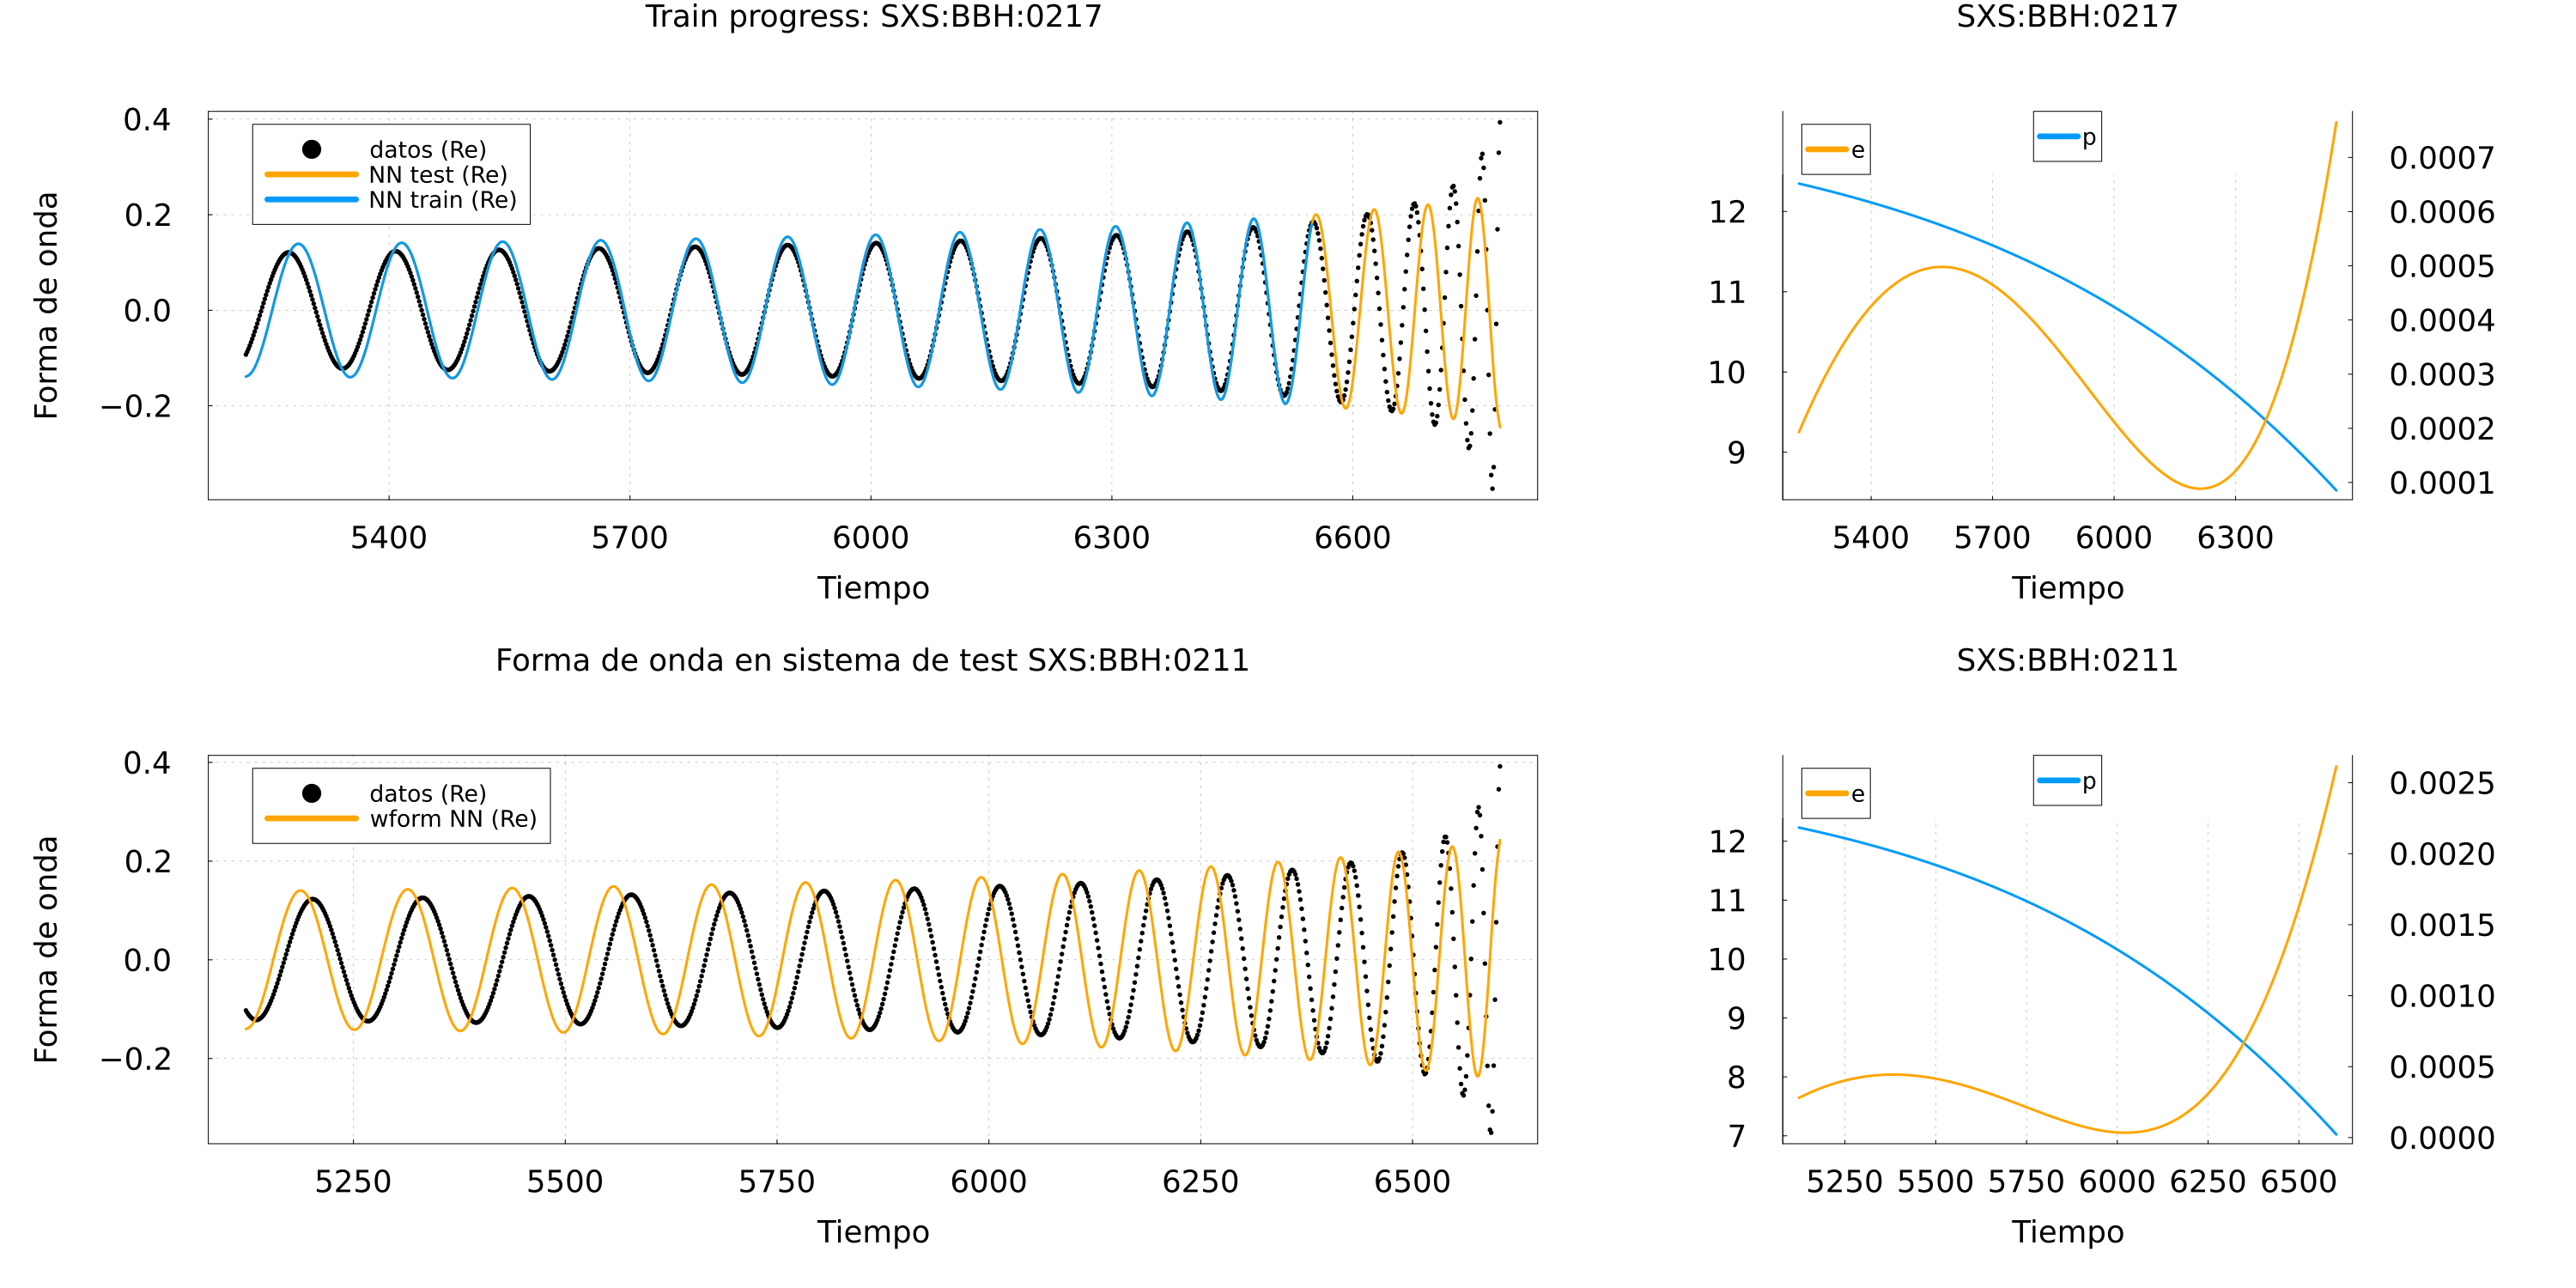 Train progress: SXS:BBH:0217
Forma de onda
0.4
0.2
0.0
−0.2
datos (Re)
NN test (Re)
NN train (Re)
5400 5700 6000 6300 6600
Tiempo
SXS:BBH:0217
e
p
12
11
10
9
0.0007
0.0006
0.0005
0.0004
0.0003
0.0002
0.0001
5400 5700 6000 6300
Tiempo
Forma de onda en sistema de test SXS:BBH:0211
Forma de onda
0.4
0.2
0.0
−0.2
datos (Re)
wform NN (Re)
5250 5500 5750 6000 6250 6500
Tiempo
SXS:BBH:0211
e
p
12
11
10
9
8
7
0.0025
0.0020
0.0015
0.0010
0.0005
0.0000
5250 5500 5750 6000 6250 6500
Tiempo